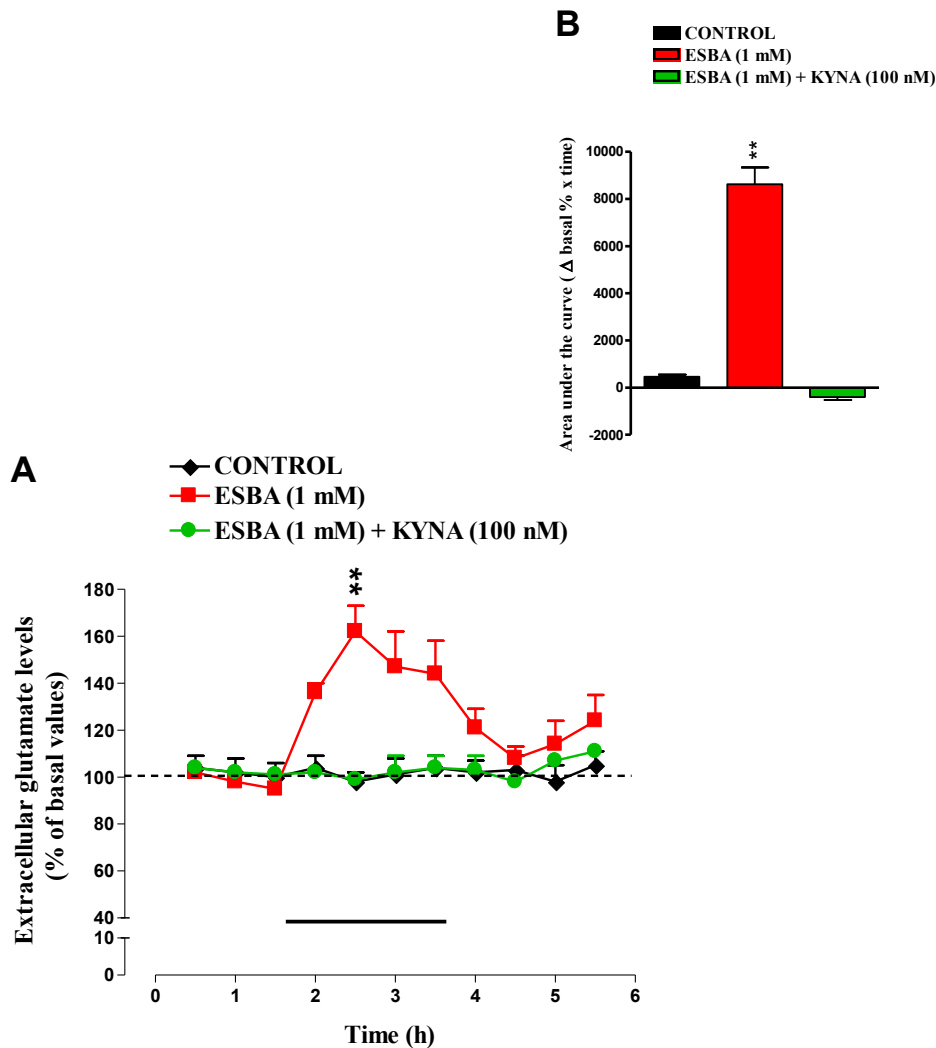 B
CONTROL
ESBA (1 mM)
ESBA (1 mM) + KYNA (100 nM)
Area under the curve ( Δ basal % x time)
10000
8000
6000
4000
2000
0
-2000
**
A
CONTROL
ESBA (1 mM)
ESBA (1 mM) + KYNA (100 nM)
Extracellular glutamate levels
(% of basal values)
180
160
140
120
100
80
60
40
10
0
**
0 1 2 3 4 5 6
Time (h)